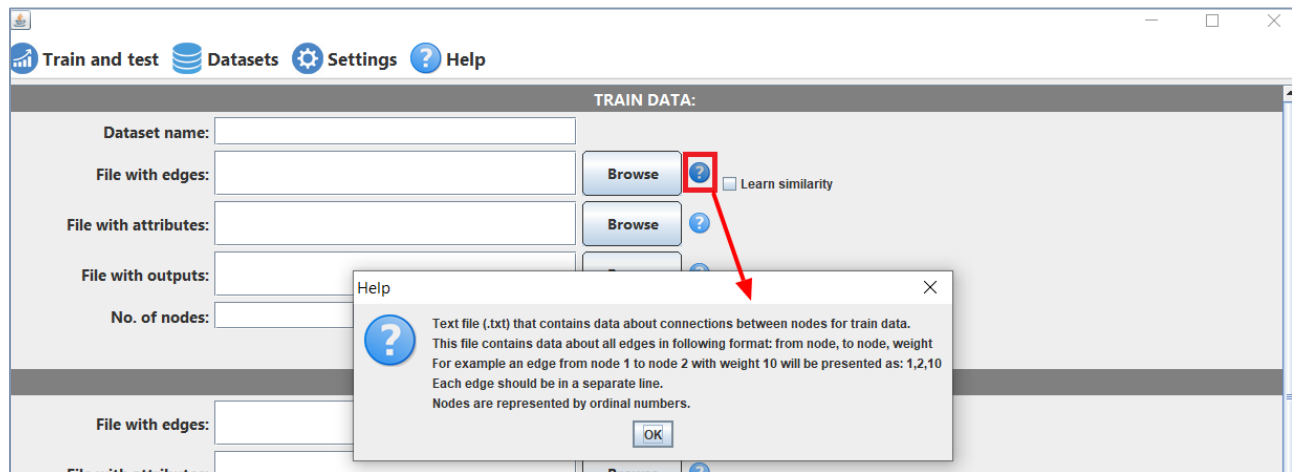 Train and test Datasets Settings ? Help
TRAIN DATA:
Dataset name:
File with edges: Browse ? Learn similarity
File with attributes: Browse ?
File with outputs:
No. of nodes:
Help
? Text file (.txt) that contains data about connections between nodes for train data.
This file contains data about all edges in following format: from node, to node, weight
For example an edge from node 1 to node 2 with weight 10 will be presented as: 1,2,10
Each edge should be in a separate line.
Nodes are represented by ordinal numbers.
OK
File with edges: